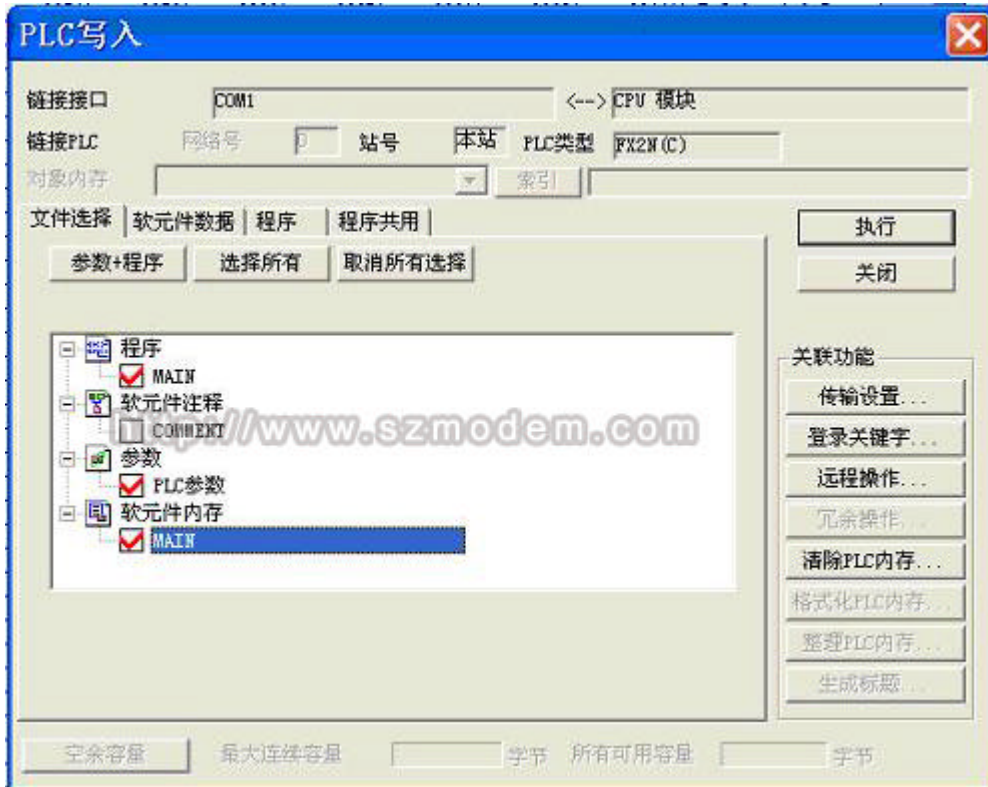 PLC写入
链接接口 COM1 <--> CPU 模块
链接PLC 网络号 0 站号 本站 PLC类型 FX2N(C)
对象内存 索引
文件选择 软元件数据 程序 程序共用
执行
参数+程序 选择所有 取消所有选择
关闭
程序
MAIN
软元件注释
COMMENT
http://www.szmodem.com
参数
PLC参数
软元件内存
MAIN
关联功能
传输设置...
登录关键字...
远程操作...
冗余操作...
清除PLC内存...
格式化PLC内存...
整理PLC内存...
生成标题...
空余容量 最大连续容量 字节 所有可用容量 字节